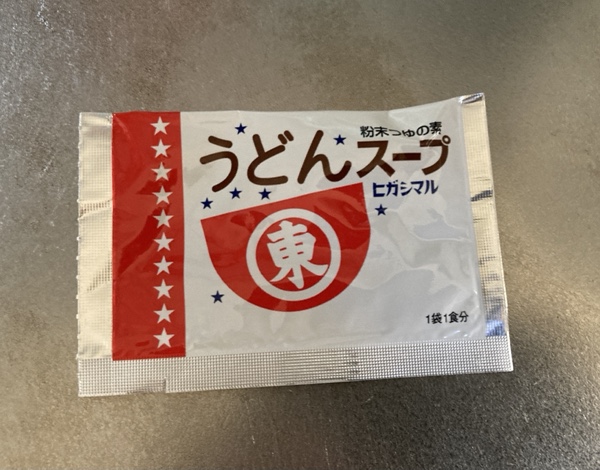 粉末つゆの素
うどんスープ
ヒガシマル
東
1袋1食分